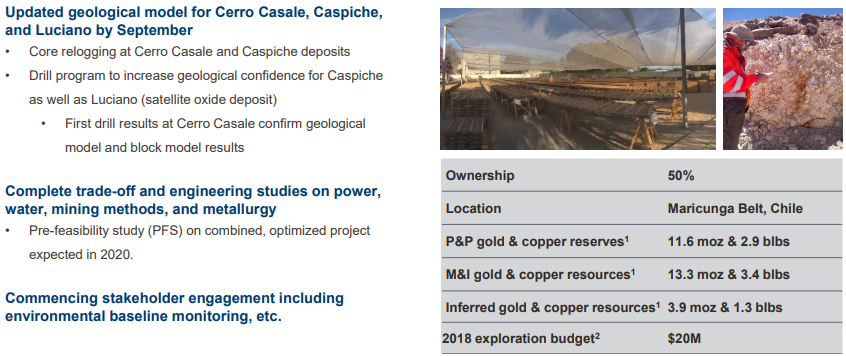 Updated geological model for Cerro Casale, Caspiche,
and Luciano by September
• Core relogging at Cerro Casale and Caspiche deposits
• Drill program to increase geological confidence for Caspiche
as well as Luciano (satellite oxide deposit)
• First drill results at Cerro Casale confirm geological
model and block model results
Complete trade-off and engineering studies on power,
water, mining methods, and metallurgy
• Pre-feasibility study (PFS) on combined, optimized project
expected in 2020.
Commencing stakeholder engagement including
environmental baseline monitoring, etc.
Ownership 50%
Location Maricunga Belt, Chile
P&P gold & copper reserves¹ 11.6 moz & 2.9 blbs
M&I gold & copper resources¹ 13.3 moz & 3.4 blbs
Inferred gold & copper resources¹ 3.9 moz & 1.3 blbs
2018 exploration budget² $20M